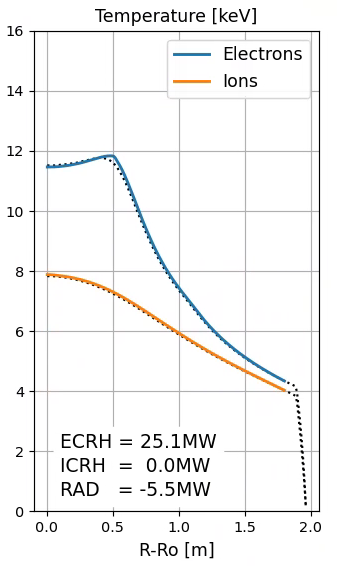 Temperature [keV]
16
14
12
10
8
6
4
2
0
Electrons
Ions
ECRH = 25.1MW
ICRH = 0.0MW
RAD = -5.5MW
0.0 0.5 1.0 1.5 2.0
R-Ro [m]